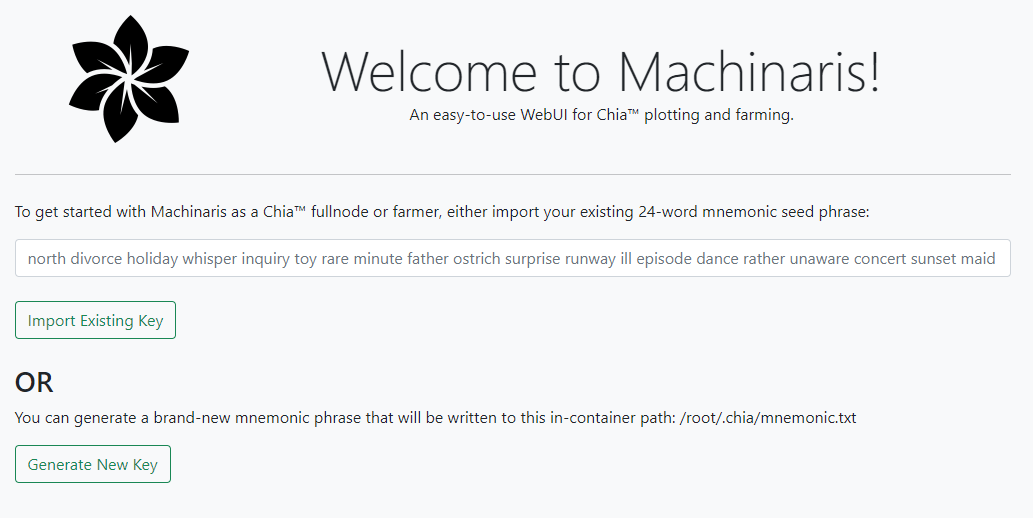 Welcome to Machinaris!
An easy-to-use WebUI for Chia™ plotting and farming.
To get started with Machinaris as a Chia™ fullnode or farmer, either import your existing 24-word mnemonic seed phrase:
north divorce holiday whisper inquiry toy rare minute father ostrich surprise runway ill episode dance rather unaware concert sunset maid
Import Existing Key
OR
You can generate a brand-new mnemonic phrase that will be written to this in-container path: /root/.chia/mnemonic.txt
Generate New Key